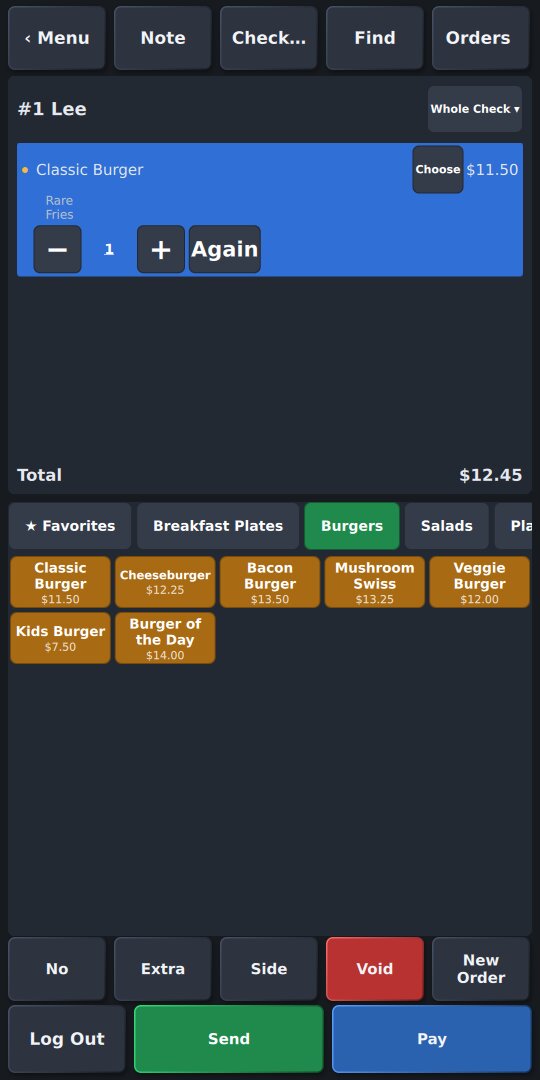 ‹ Menu Note Check... Find Orders
#1 Lee Whole Check ▾
Classic Burger Choose $11.50
Rare
Fries
− 1 + Again
Total $12.45
★ Favorites Breakfast Plates Burgers Salads Pla
Classic Burger $11.50
Cheeseburger $12.25
Bacon Burger $13.50
Mushroom Swiss $13.25
Veggie Burger $12.00
Kids Burger $7.50
Burger of the Day $14.00
No Extra Side Void New Order
Log Out Send Pay